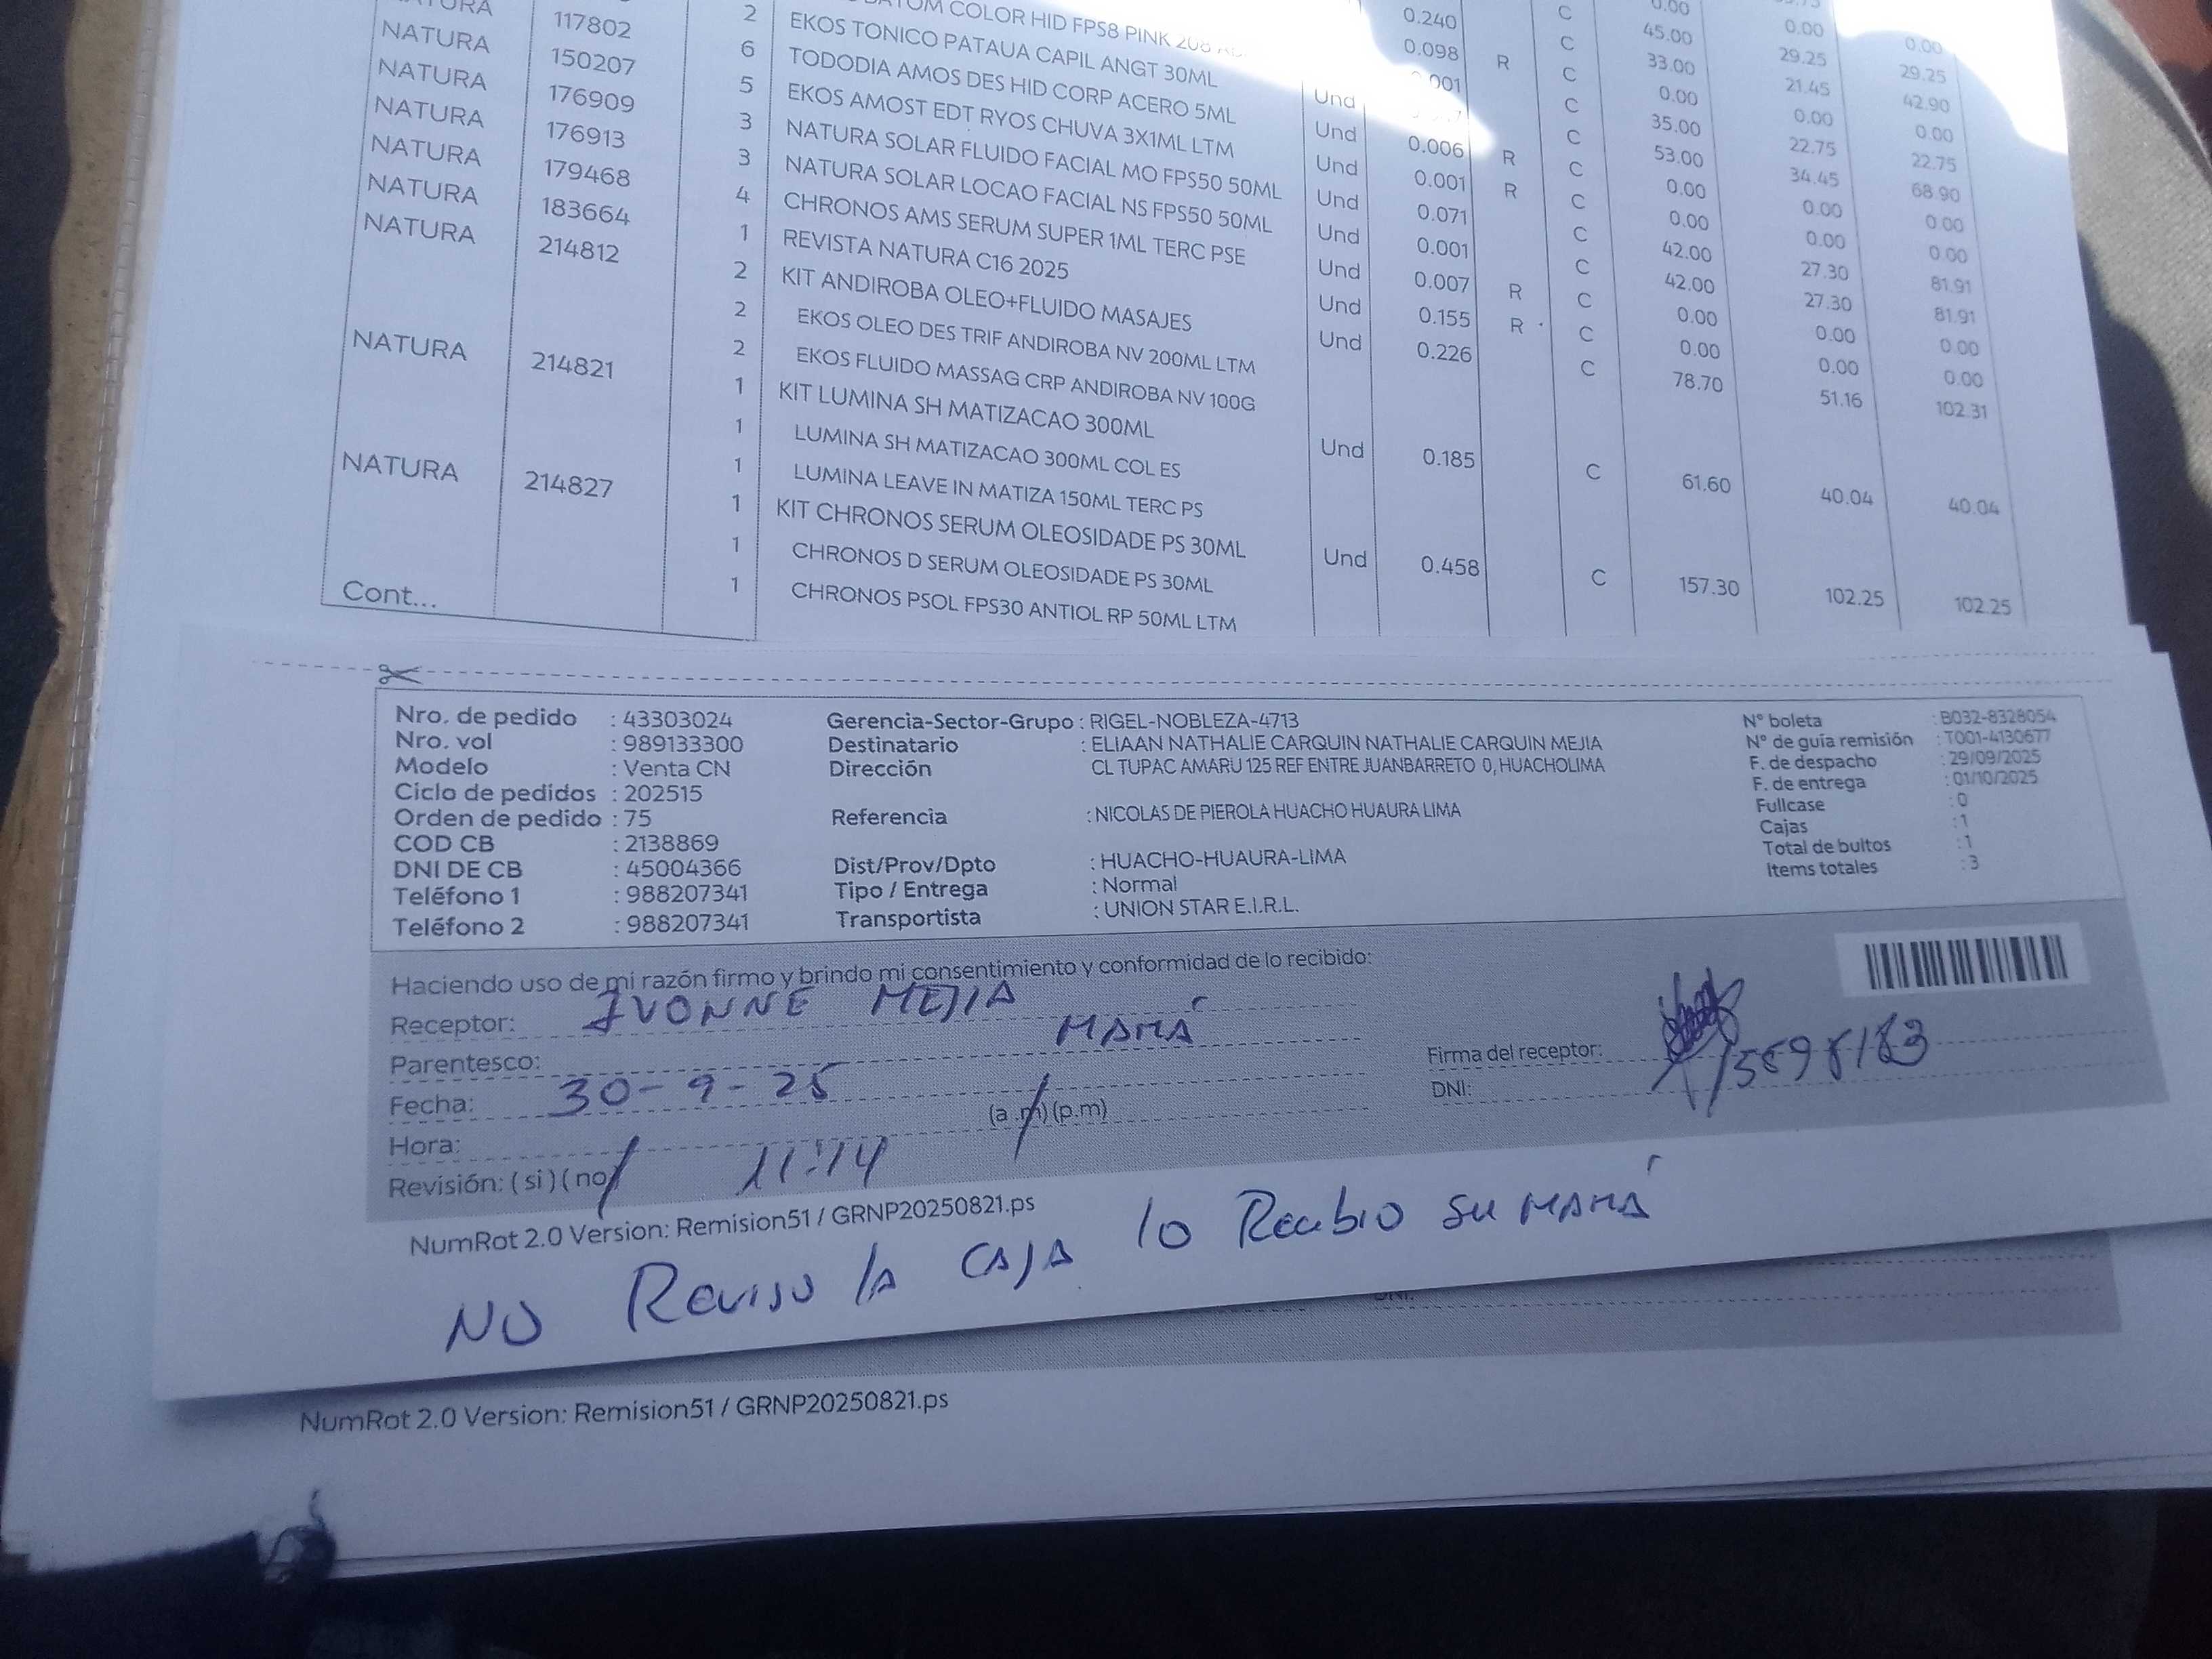 NATURA 117802 2 COLOR HID FPS8 PINK 208 0.240 C 0.00 0.00 0.00
NATURA 150207 6 EKOS TONICO PATAUA CAPIL ANGT 30ML 0.098 R C 45.00 29.25 29.25
NATURA 176909 5 TODODIA AMOS DES HID CORP ACERO 5ML Und 001 C 33.00 21.45 42.90
NATURA 176913 3 EKOS AMOST EDT RYOS CHUVA 3X1ML LTM Und C 0.00 0.00 0.00
NATURA 179468 3 NATURA SOLAR FLUIDO FACIAL MO FPS50 50ML Und 0.006 R C 35.00 22.75 22.75
NATURA 183664 4 NATURA SOLAR LOCAO FACIAL NS FPS50 50ML Und 0.001 R C 53.00 34.45 68.90
NATURA 214812 1 CHRONOS AMS SERUM SUPER 1ML TERC PSE Und 0.071 C 0.00 0.00 0.00
2 REVISTA NATURA C16 2025 Und 0.001 C 0.00 0.00 0.00
2 KIT ANDIROBA OLEO+FLUIDO MASAJES Und 0.007 R C 42.00 27.30 81.91
2 EKOS OLEO DES TRIF ANDIROBA NV 200ML LTM Und 0.155 R C 42.00 27.30 81.91
EKOS FLUIDO MASSAG CRP ANDIROBA NV 100G Und 0.226 C 0.00 0.00 0.00
0.00 0.00 0.00
C 78.70 51.16 102.31
NATURA 214821 1 KIT LUMINA SH MATIZACAO 300ML
1 LUMINA SH MATIZACAO 300ML COL ES Und 0.185 C 61.60 40.04 40.04
1 LUMINA LEAVE IN MATIZA 150ML TERC PS
NATURA 214827 1 KIT CHRONOS SERUM OLEOSIDADE PS 30ML
1 CHRONOS D SERUM OLEOSIDADE PS 30ML Und 0.458 C 157.30 102.25 102.25
1 CHRONOS PSOL FPS30 ANTIOL RP 50ML LTM
Cont...
Nro. de pedido : 43303024 Gerencia-Sector-Grupo : RIGEL-NOBLEZA-4713 N° boleta : B032-8328054
Nro. vol : 989133300 Destinatario : ELIAAN NATHALIE CARQUIN NATHALIE CARQUIN MEJIA N° de guía remisión : T001-4130677
Modelo : Venta CN Dirección CL TUPAC AMARU 125 REF ENTRE JUANBARRETO 0, HUACHOLIMA F. de despacho : 29/09/2025
Ciclo de pedidos : 202515 F. de entrega : 01/10/2025
Orden de pedido : 75 Referencia : NICOLAS DE PIEROLA HUACHO HUAURA LIMA Fullcase : 0
COD CB : 2138869 Cajas : 1
DNI DE CB : 45004366 Dist/Prov/Dpto : HUACHO-HUAURA-LIMA Total de bultos : 1
Teléfono 1 : 988207341 Tipo / Entrega : Normal Items totales : 3
Teléfono 2 : 988207341 Transportista : UNION STAR E.I.R.L.
Haciendo uso de mi razón firmo y brindo mi consentimiento y conformidad de lo recibido:
Receptor: IVONNE MEJIA
Parentesco: MAMÁ Firma del receptor:
Fecha: 30-9-25 DNI:
Hora: 11:14 (a.m) (p.m)
Revisión: ( si ) ( no )
NumRot 2.0 Version: Remision51 / GRNP20250821.ps
NO Reviso la CAJA lo Recibio su MAMÁ
DNI:
NumRot 2.0 Version: Remision51 / GRNP20250821.ps